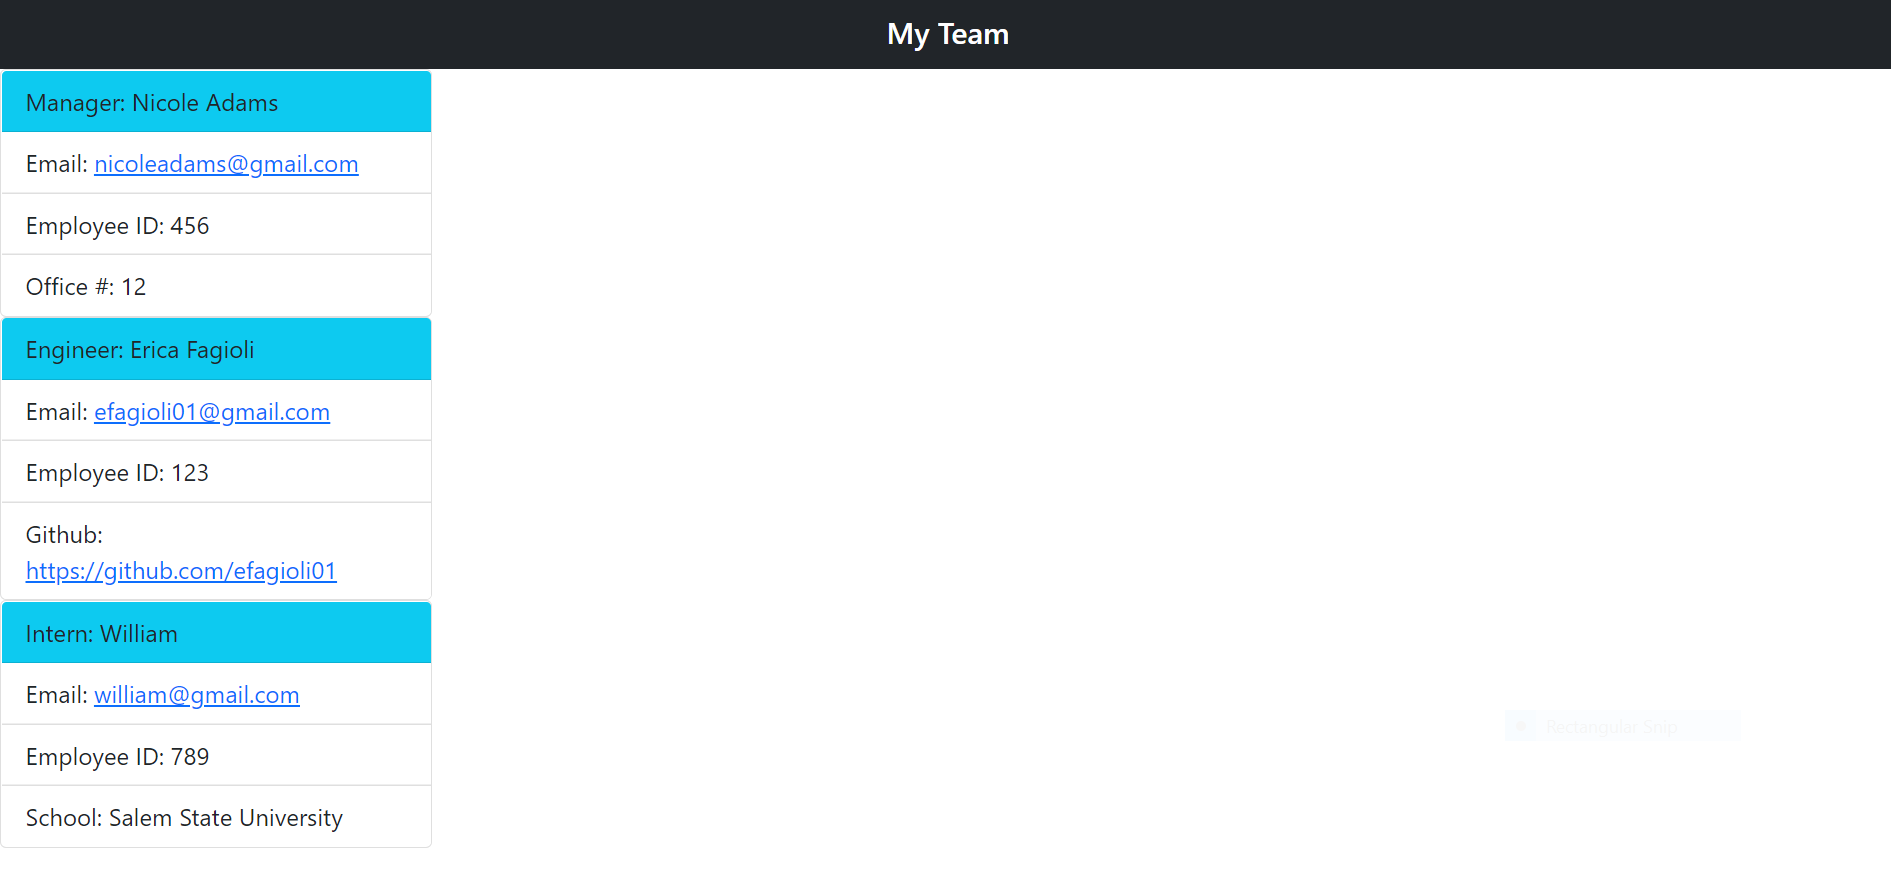 My Team
Manager: Nicole Adams
Email: nicoleadams@gmail.com
Employee ID: 456
Office #: 12
Engineer: Erica Fagioli
Email: efagioli01@gmail.com
Employee ID: 123
Github:
https://github.com/efagioli01
Intern: William
Email: william@gmail.com
Employee ID: 789
School: Salem State University
Rectangular Snip